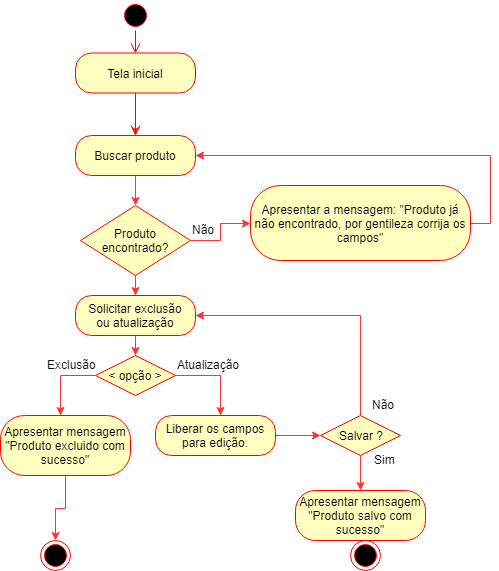 Tela inicial
Buscar produto
Produto
encontrado?
Não
Apresentar a mensagem: "Produto já
não encontrado, por gentileza corrija os
campos"
Solicitar exclusão
ou atualização
Exclusão
< opção >
Atualização
Apresentar mensagem
"Produto excluido com
sucesso"
Liberar os campos
para edição.
Não
Salvar ?
Sim
Apresentar mensagem
"Produto salvo com
sucesso"